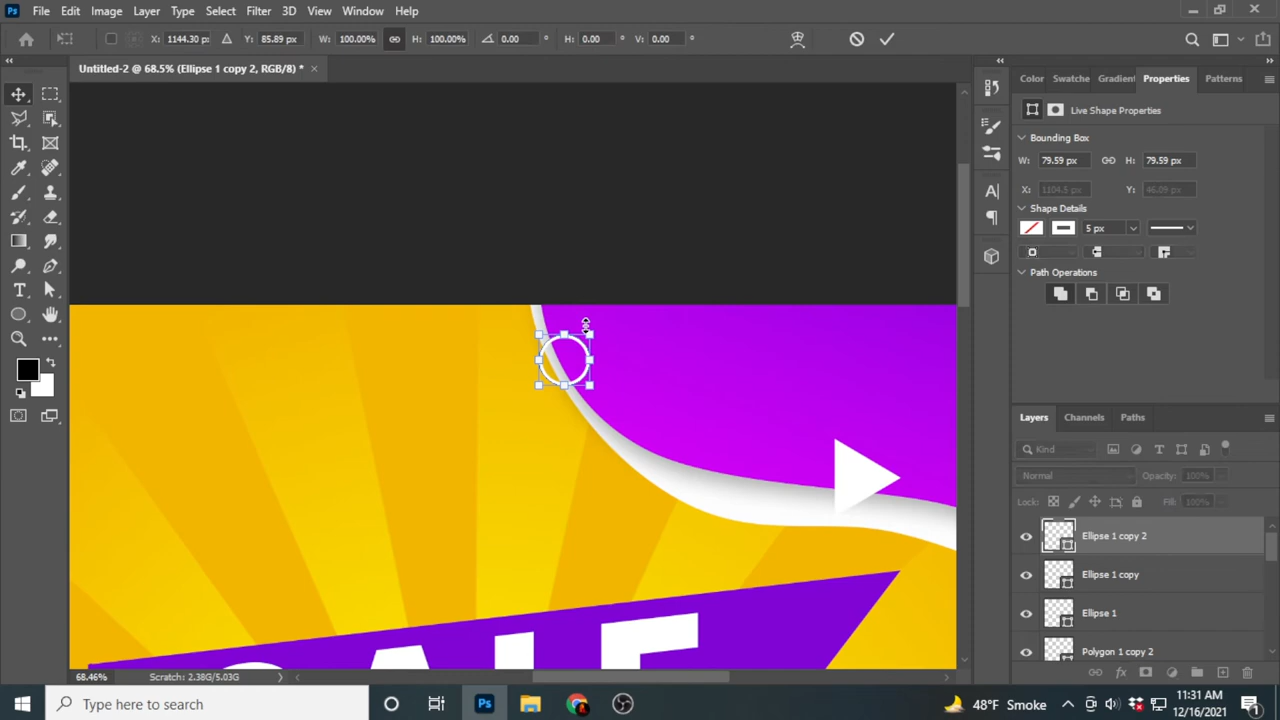 Ps File Edit Image Layer Type Select Filter 3D View Window Help
X: 1144.30 px Y: 85.89 px W: 100.00% H: 100.00% 0.00 ° H: 0.00 ° V: 0.00 °
Untitled-2 @ 68.5% (Ellipse 1 copy 2, RGB/8) * ×
Color Swatche Gradient Properties Patterns
Live Shape Properties
Bounding Box
W: 79.59 px H: 79.59 px
X: 1104.5 px Y: 46.09 px
Shape Details
5 px
Path Operations
SALE
Layers Channels Paths
Kind
Normal Opacity: 100%
Lock: Fill: 100%
Ellipse 1 copy 2
Ellipse 1 copy
Ellipse 1
Polygon 1 copy 2
68.46% Scratch: 2.38G/5.03G
Type here to search
Ps
48°F Smoke
11:31 AM
12/16/2021
1